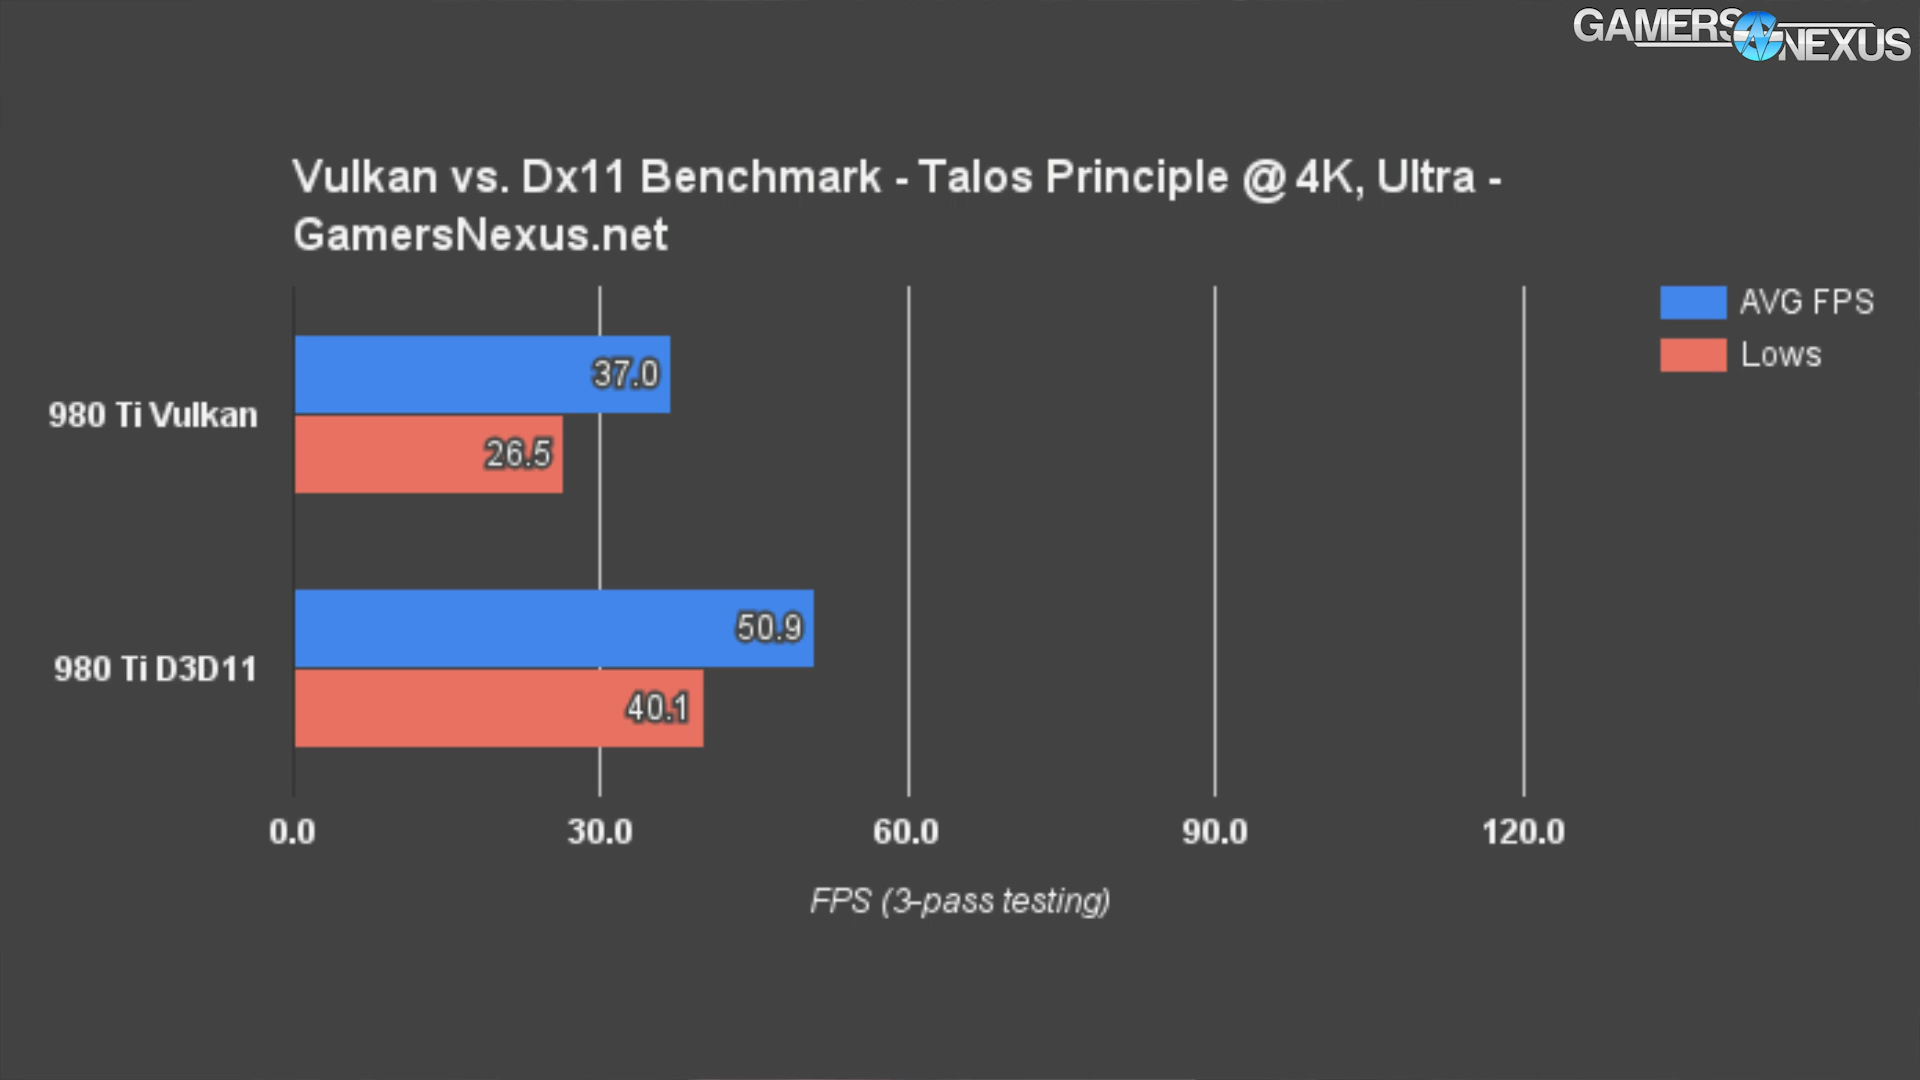 GAMERS NEXUS
Vulkan vs. Dx11 Benchmark - Talos Principle @ 4K, Ultra -
GamersNexus.net
AVG FPS
Lows
980 Ti Vulkan
37.0
26.5
980 Ti D3D11
50.9
40.1
0.0 30.0 60.0 90.0 120.0
FPS (3-pass testing)